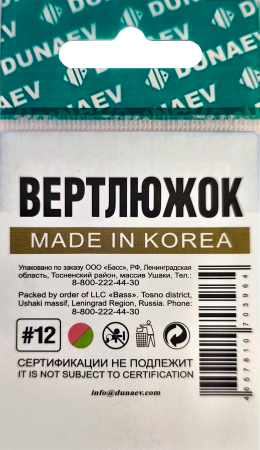 DUNAEV
DUNAEV
DUNAEV
ВЕРТЛЮЖОК
MADE IN KOREA
Упаковано по заказу ООО «Басс», РФ, Ленинградская
область, Тосненский район, массив Ушаки, Тел.:
8-800-222-44-30
Packed by order of LLC «Bass». Tosno district,
Ushaki massif, Leningrad Region, Russia. Phone:
8-800-222-44-30
#12
СЕРТИФИКАЦИИ НЕ ПОДЛЕЖИТ
IT IS NOT SUBJECT TO CERTIFICATION
info@dunaev.com